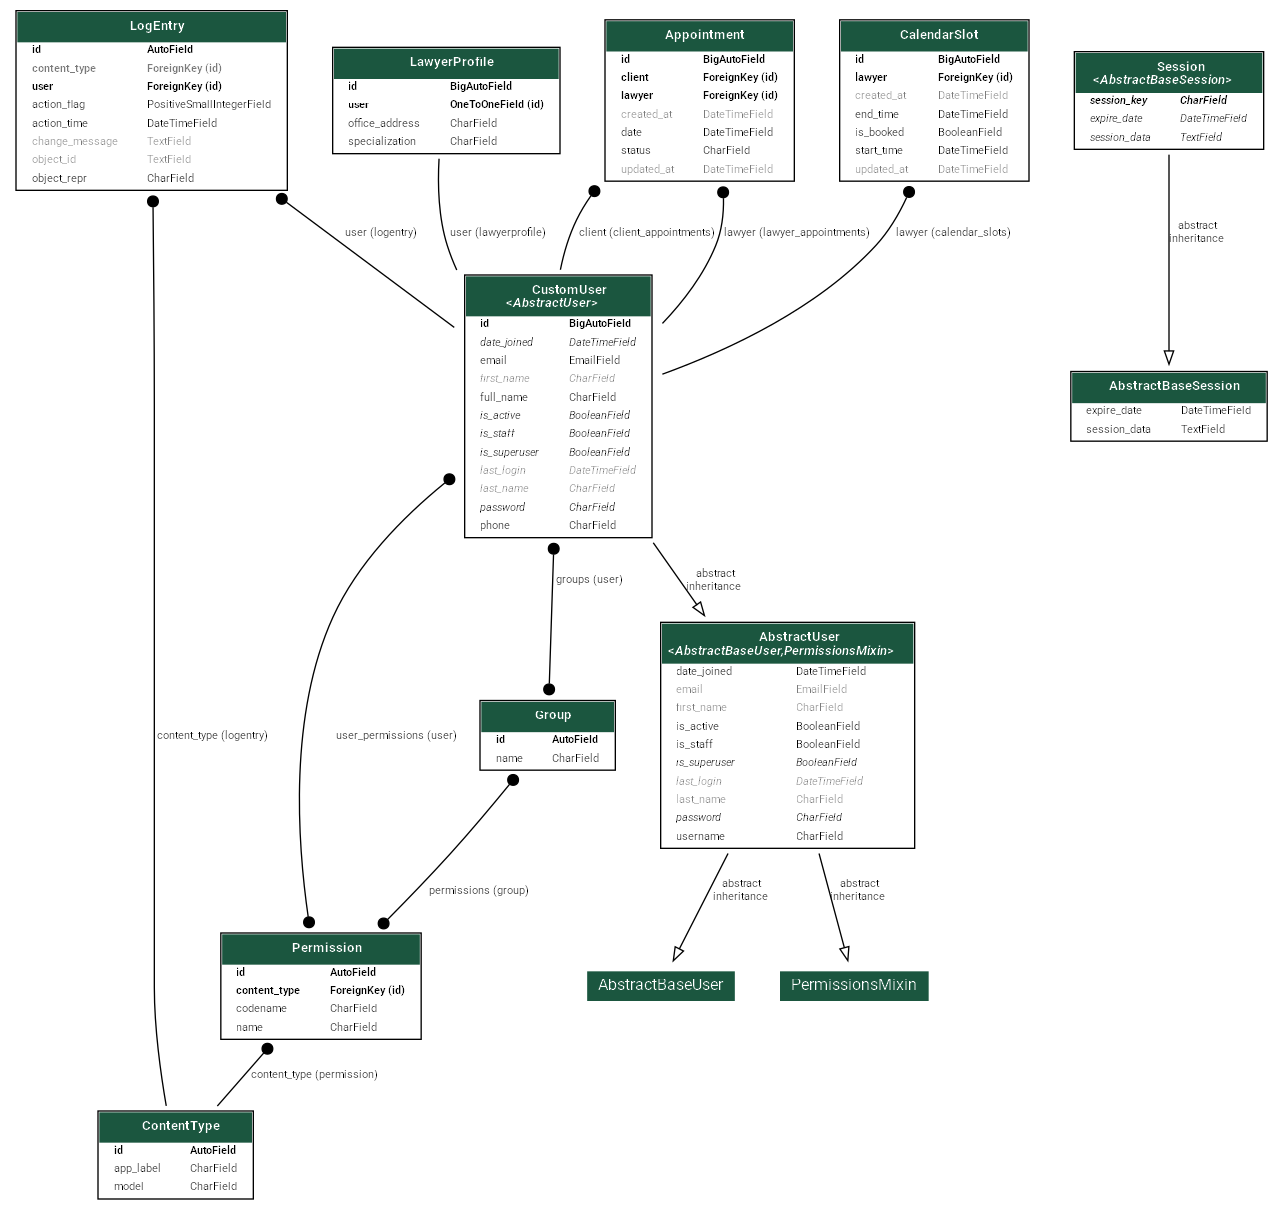 LogEntry
id AutoField
content_type ForeignKey (id)
user ForeignKey (id)
action_flag PositiveSmallIntegerField
action_time DateTimeField
change_message TextField
object_id TextField
object_repr CharField
LawyerProfile
id BigAutoField
user OneToOneField (id)
office_address CharField
specialization CharField
Appointment
id BigAutoField
client ForeignKey (id)
lawyer ForeignKey (id)
created_at DateTimeField
date DateTimeField
status CharField
updated_at DateTimeField
CalendarSlot
id BigAutoField
lawyer ForeignKey (id)
created_at DateTimeField
end_time DateTimeField
is_booked BooleanField
start_time DateTimeField
updated_at DateTimeField
Session
<AbstractBaseSession>
session_key CharField
expire_date DateTimeField
session_data TextField
user (logentry)
user (lawyerprofile)
client (client_appointments)
lawyer (lawyer_appointments)
lawyer (calendar_slots)
abstract
inheritance
CustomUser
<AbstractUser>
id BigAutoField
date_joined DateTimeField
email EmailField
first_name CharField
full_name CharField
is_active BooleanField
is_staff BooleanField
is_superuser BooleanField
last_login DateTimeField
last_name CharField
password CharField
phone CharField
AbstractBaseSession
expire_date DateTimeField
session_data TextField
groups (user)
abstract
inheritance
AbstractUser
<AbstractBaseUser,PermissionsMixin>
date_joined DateTimeField
email EmailField
first_name CharField
is_active BooleanField
is_staff BooleanField
is_superuser BooleanField
last_login DateTimeField
last_name CharField
password CharField
username CharField
content_type (logentry)
user_permissions (user)
Group
id AutoField
name CharField
permissions (group)
abstract
inheritance
abstract
inheritance
Permission
id AutoField
content_type ForeignKey (id)
codename CharField
name CharField
AbstractBaseUser
PermissionsMixin
content_type (permission)
ContentType
id AutoField
app_label CharField
model CharField